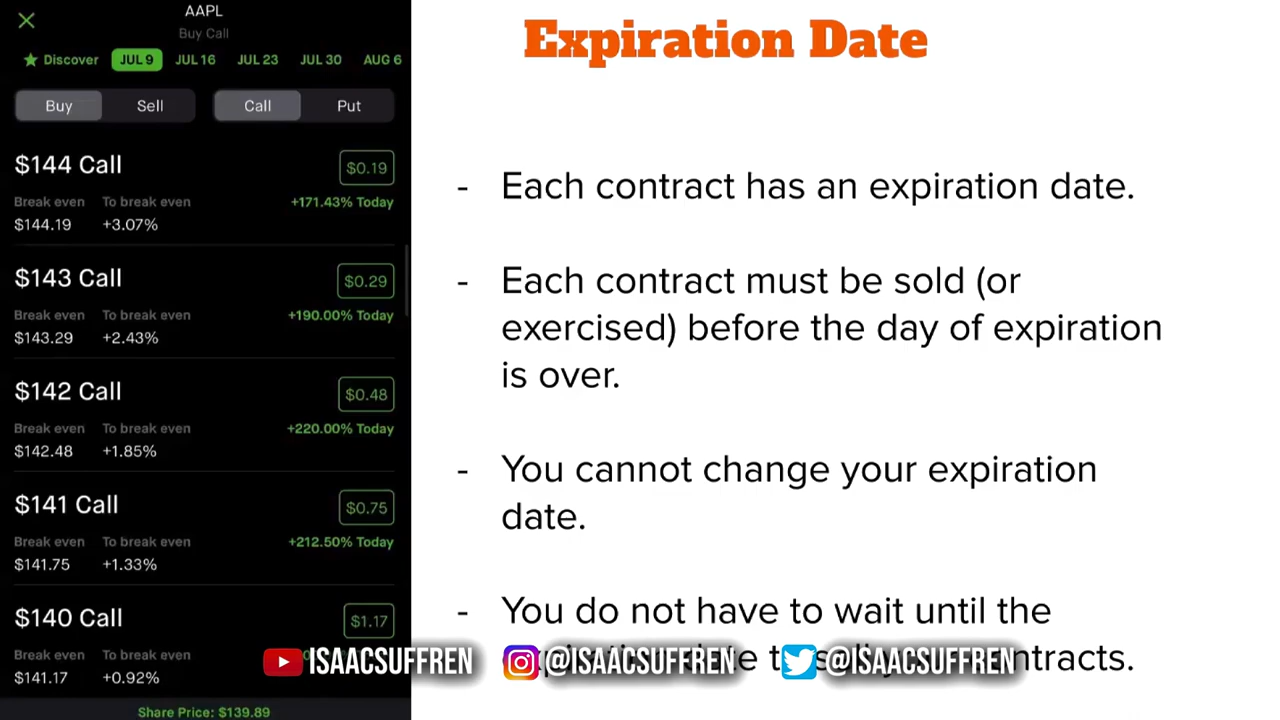 AAPL
Buy Call
Discover JUL 9 JUL 16 JUL 23 JUL 30 AUG 6
Buy Sell Call Put
$144 Call $0.19
Break even To break even +171.43% Today
$144.19 +3.07%
$143 Call $0.29
Break even To break even +190.00% Today
$143.29 +2.43%
$142 Call $0.48
Break even To break even +220.00% Today
$142.48 +1.85%
$141 Call $0.75
Break even To break even +212.50% Today
$141.75 +1.33%
$140 Call $1.17
Break even To break even
$141.17 +0.92%
Share Price: $139.89
Expiration Date
- Each contract has an expiration date.
- Each contract must be sold (or
exercised) before the day of expiration
is over.
- You cannot change your expiration
date.
- You do not have to wait until the
contracts.
ISAACSUFFREN @ISAACSUFFREN @ISAACSUFFREN